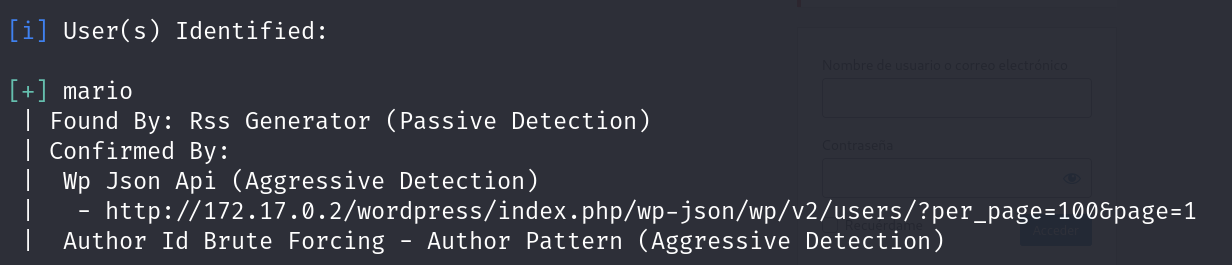 [i] User(s) Identified:
[+] mario
| Found By: Rss Generator (Passive Detection)
| Confirmed By:
|  Wp Json Api (Aggressive Detection)
|   - http://172.17.0.2/wordpress/index.php/wp-json/wp/v2/users/?per_page=100&page=1
|  Author Id Brute Forcing - Author Pattern (Aggressive Detection)
Nombre de usuario o correo electrónico
Contraseña
Acceder